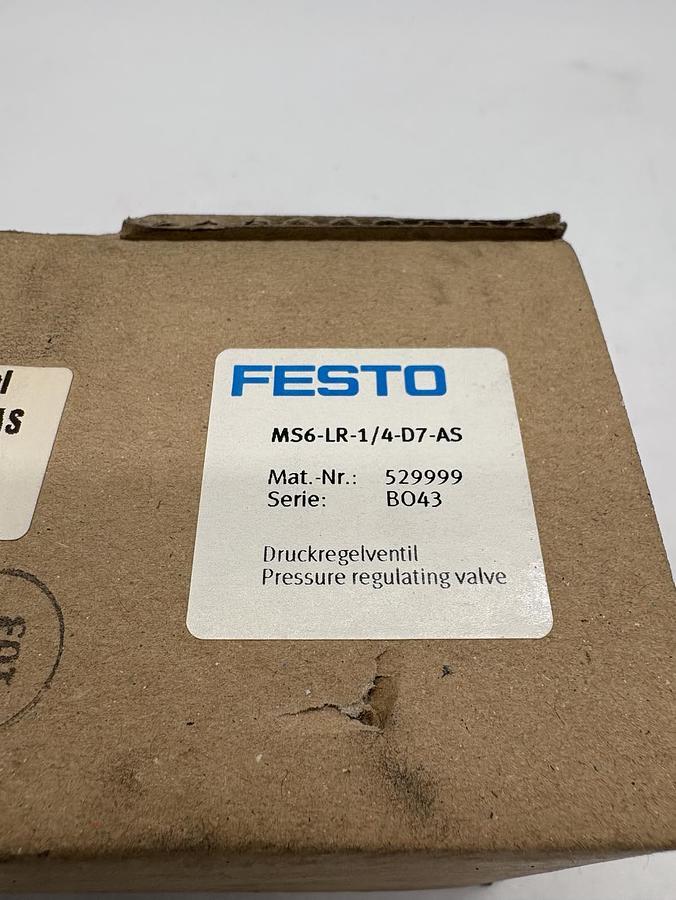 FESTO
MS6-LR-1/4-D7-AS
Mat.-Nr.: 529999
Serie: BO43
Druckregelventil
Pressure regulating valve